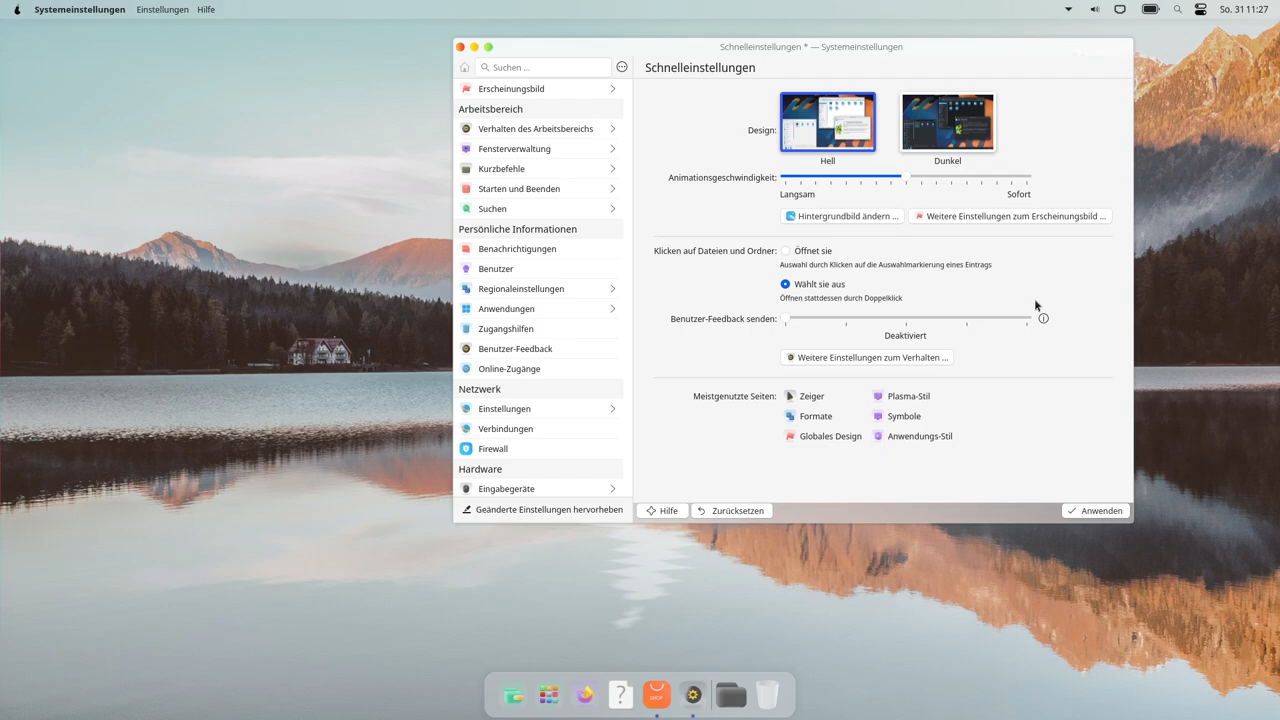 Systemeinstellungen Einstellungen Hilfe So. 31 11:27
Schnelleinstellungen * — Systemeinstellungen
Suchen ...
Schnelleinstellungen
Erscheinungsbild
Arbeitsbereich
Verhalten des Arbeitsbereichs
Fensterverwaltung
Kurzbefehle
Starten und Beenden
Suchen
Persönliche Informationen
Benachrichtigungen
Benutzer
Regionaleinstellungen
Anwendungen
Zugangshilfen
Benutzer-Feedback
Online-Zugänge
Netzwerk
Einstellungen
Verbindungen
Firewall
Hardware
Eingabegeräte
Geänderte Einstellungen hervorheben
Design:
Hell Dunkel
Animationsgeschwindigkeit:
Langsam Sofort
Hintergrundbild ändern ... Weitere Einstellungen zum Erscheinungsbild ...
Klicken auf Dateien und Ordner: Öffnet sie
Auswahl durch Klicken auf die Auswahlmarkierung eines Eintrags
Wählt sie aus
Öffnen stattdessen durch Doppelklick
Benutzer-Feedback senden:
Deaktiviert
Weitere Einstellungen zum Verhalten ...
Meistgenutzte Seiten: Zeiger Plasma-Stil
Formate Symbole
Globales Design Anwendungs-Stil
Hilfe Zurücksetzen Anwenden
SHOP